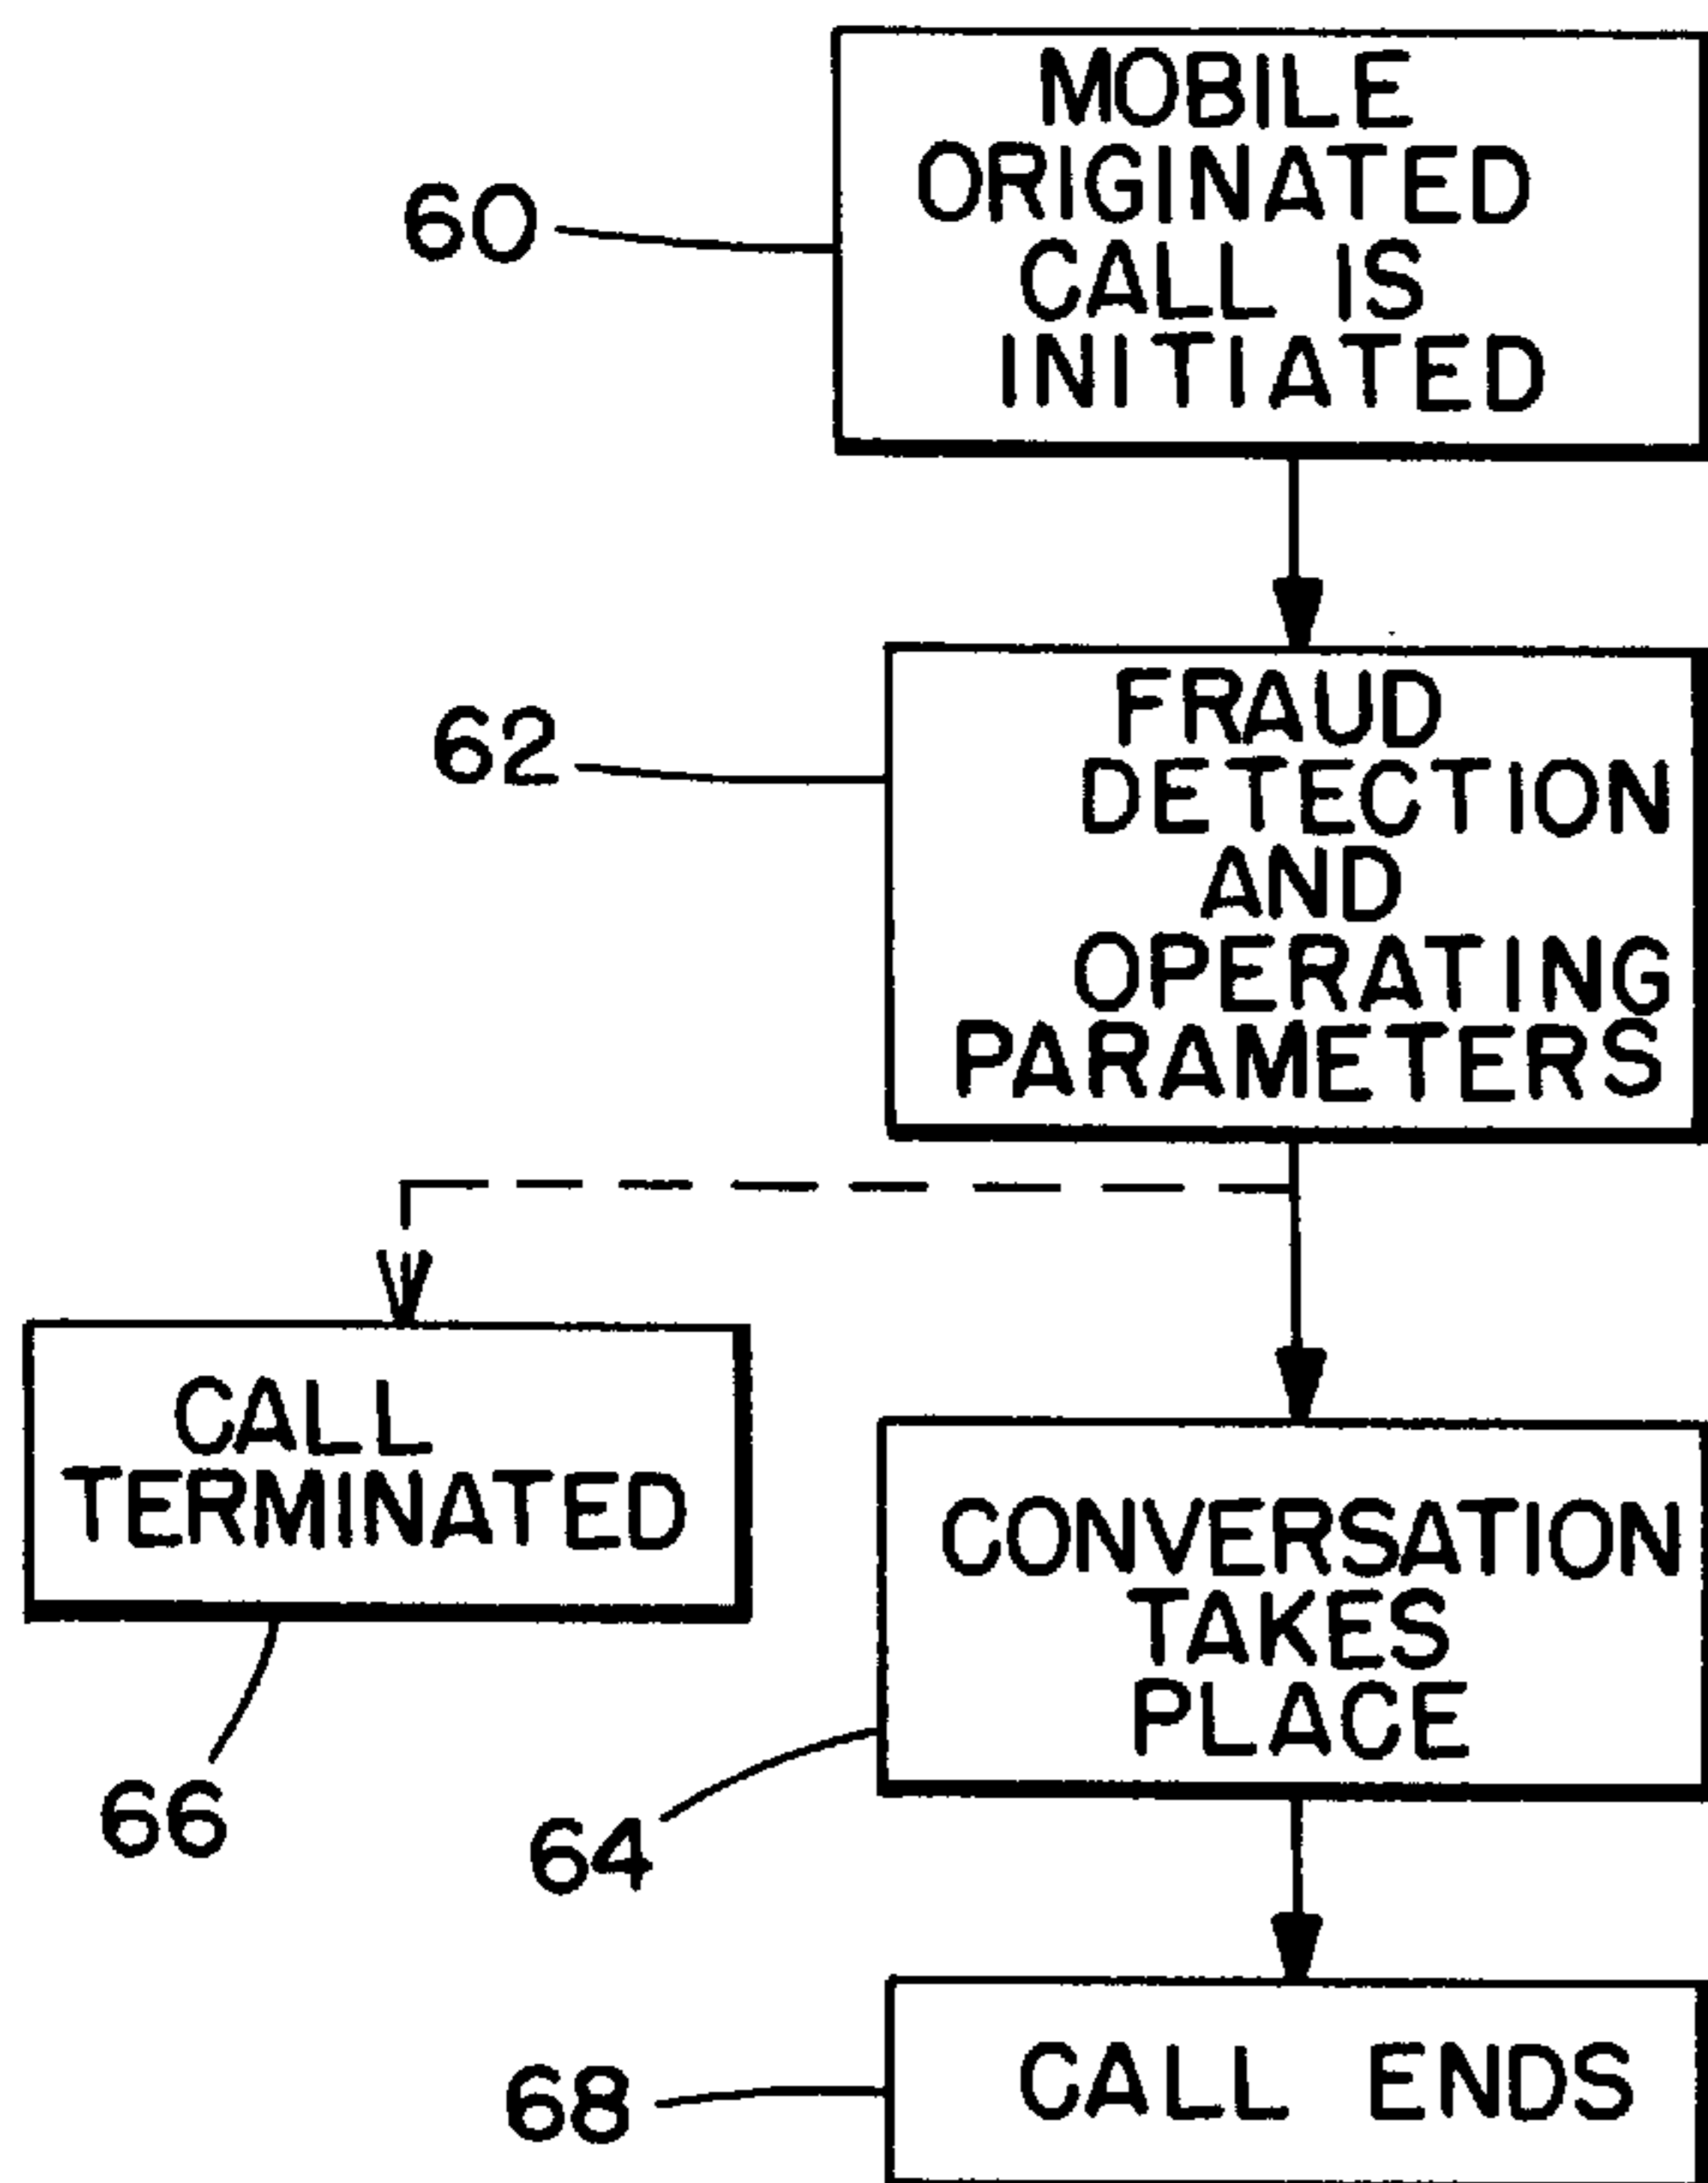 MOBILE
ORIGINATED
CALL IS
INITIATED
60
FRAUD
DETECTION
AND
OPERATING
PARAMETERS
62
CALL
TERMINATED
66
CONVERSATION
TAKES
PLACE
64
CALL ENDS
68